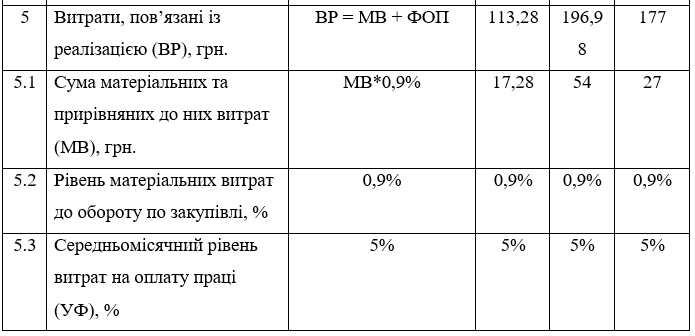 5 Витрати, пов’язані із ВР = МВ + ФОП 113,28 196,9 177
реалізацією (ВР), грн. 8
5.1 Сума матеріальних та МВ*0,9% 17,28 54 27
прирівняних до них витрат
(МВ), грн.
5.2 Рівень матеріальних витрат 0,9% 0,9% 0,9% 0,9%
до обороту по закупівлі, %
5.3 Середньомісячний рівень 5% 5% 5% 5%
витрат на оплату праці
(УФ), %